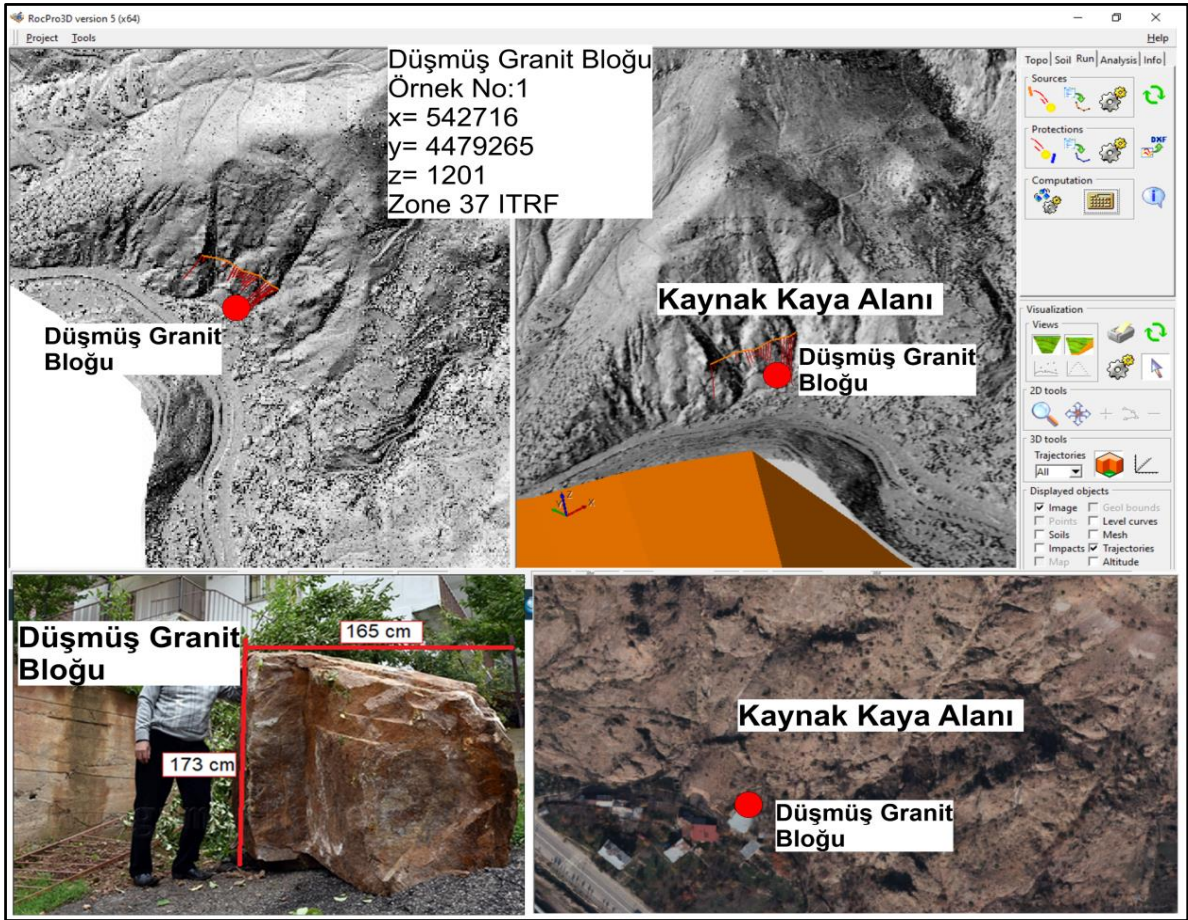 RocPro3D version 5 (x64)
Project Tools
Help
Düşmüş Granit Bloğu
Örnek No:1
x= 542716
y= 4479265
z= 1201
Zone 37 ITRF
Düşmüş Granit
Bloğu
Kaynak Kaya Alanı
Düşmüş Granit
Bloğu
Topo Soil Run Analysis Info
Sources
Protections
DXF
Computation
Visualization
Views
2D tools
3D tools
Trajectories
All
Displayed objects
Image Geol bounds
Points Level curves
Soils Mesh
Impacts Trajectories
Map Altitude
z
x
Düşmüş Granit
Bloğu
165 cm
173 cm
Kaynak Kaya Alanı
Düşmüş Granit
Bloğu